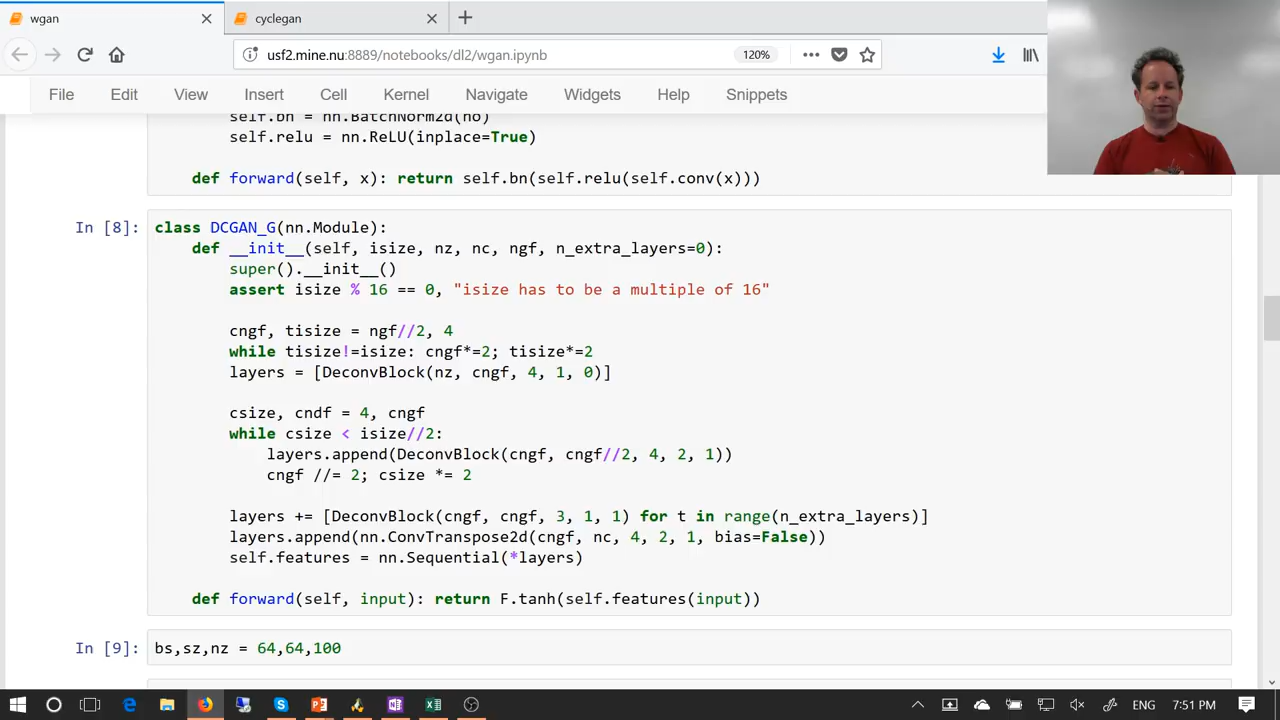 wgan
cyclegan
usf2.mine.nu:8889/notebooks/dl2/wgan.ipynb
120%
File Edit View Insert Cell Kernel Navigate Widgets Help Snippets
self.bn = nn.BatchNorm2d(no)
self.relu = nn.ReLU(inplace=True)
def forward(self, x): return self.bn(self.relu(self.conv(x)))
In [8]:
class DCGAN_G(nn.Module):
def __init__(self, isize, nz, nc, ngf, n_extra_layers=0):
super().__init__()
assert isize % 16 == 0, "isize has to be a multiple of 16"
cngf, tisize = ngf//2, 4
while tisize!=isize: cngf*=2; tisize*=2
layers = [DeconvBlock(nz, cngf, 4, 1, 0)]
csize, cndf = 4, cngf
while csize < isize//2:
layers.append(DeconvBlock(cngf, cngf//2, 4, 2, 1))
cngf //= 2; csize *= 2
layers += [DeconvBlock(cngf, cngf, 3, 1, 1) for t in range(n_extra_layers)]
layers.append(nn.ConvTranspose2d(cngf, nc, 4, 2, 1, bias=False))
self.features = nn.Sequential(*layers)
def forward(self, input): return F.tanh(self.features(input))
In [9]:
bs,sz,nz = 64,64,100
ENG 7:51 PM